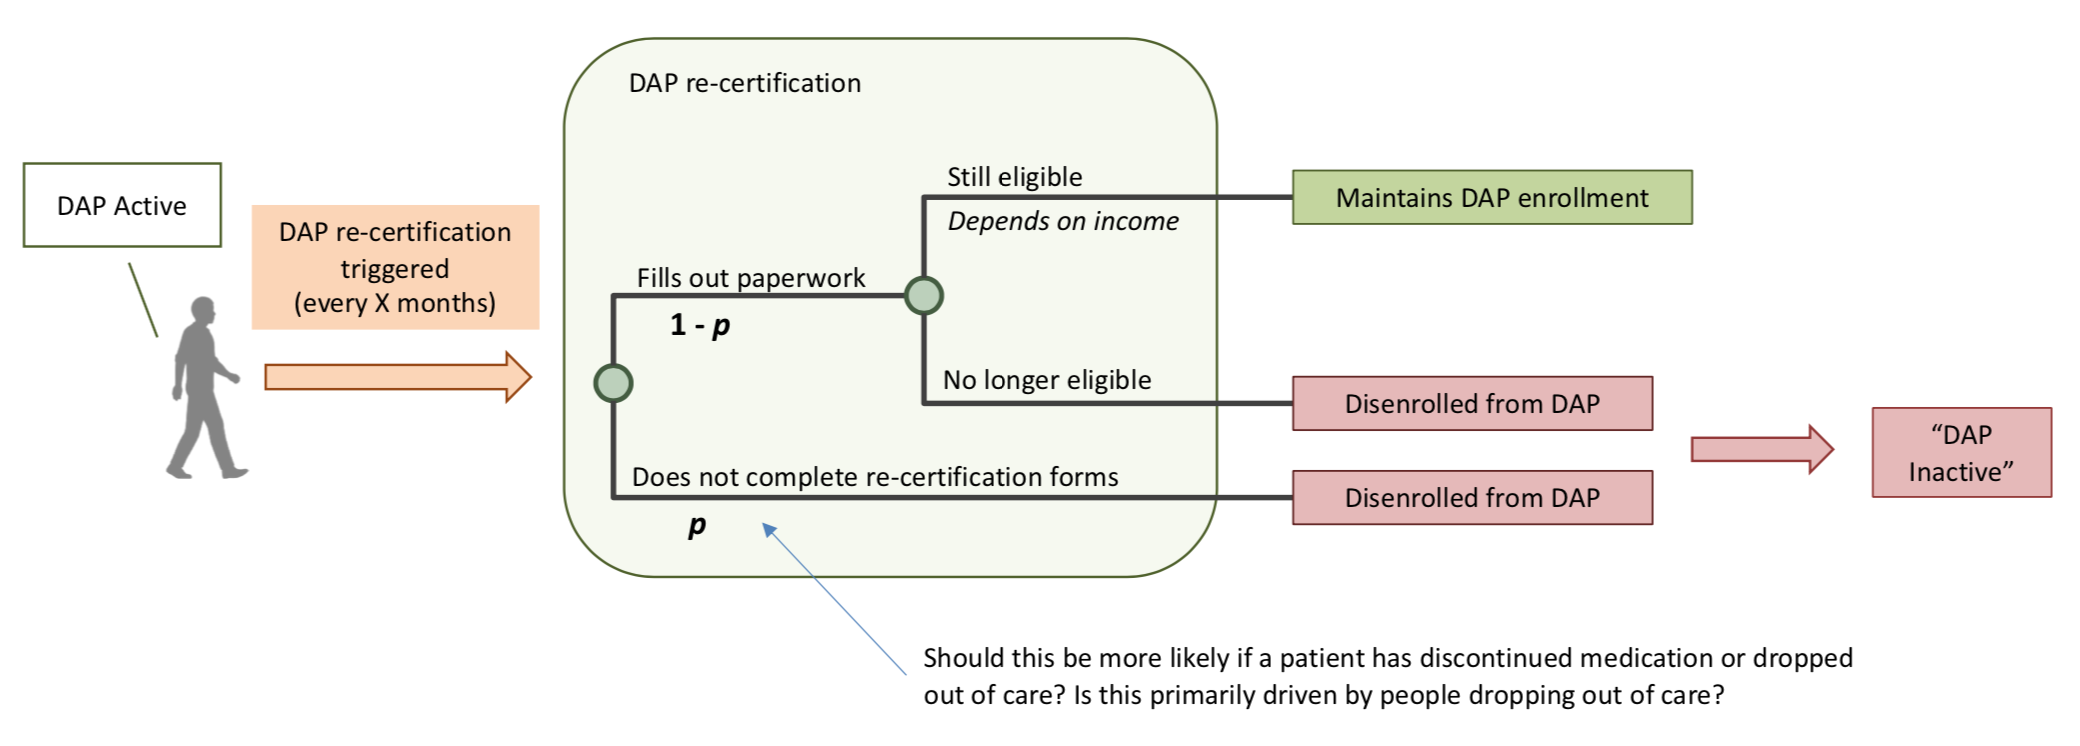 DAP re-certification
DAP Active
DAP re-certification
triggered
(every X months)
Still eligible
Depends on income
Maintains DAP enrollment
Fills out paperwork
1 - p
No longer eligible
Disenrolled from DAP
Does not complete re-certification forms
p
Disenrolled from DAP
“DAP
Inactive”
Should this be more likely if a patient has discontinued medication or dropped
out of care? Is this primarily driven by people dropping out of care?